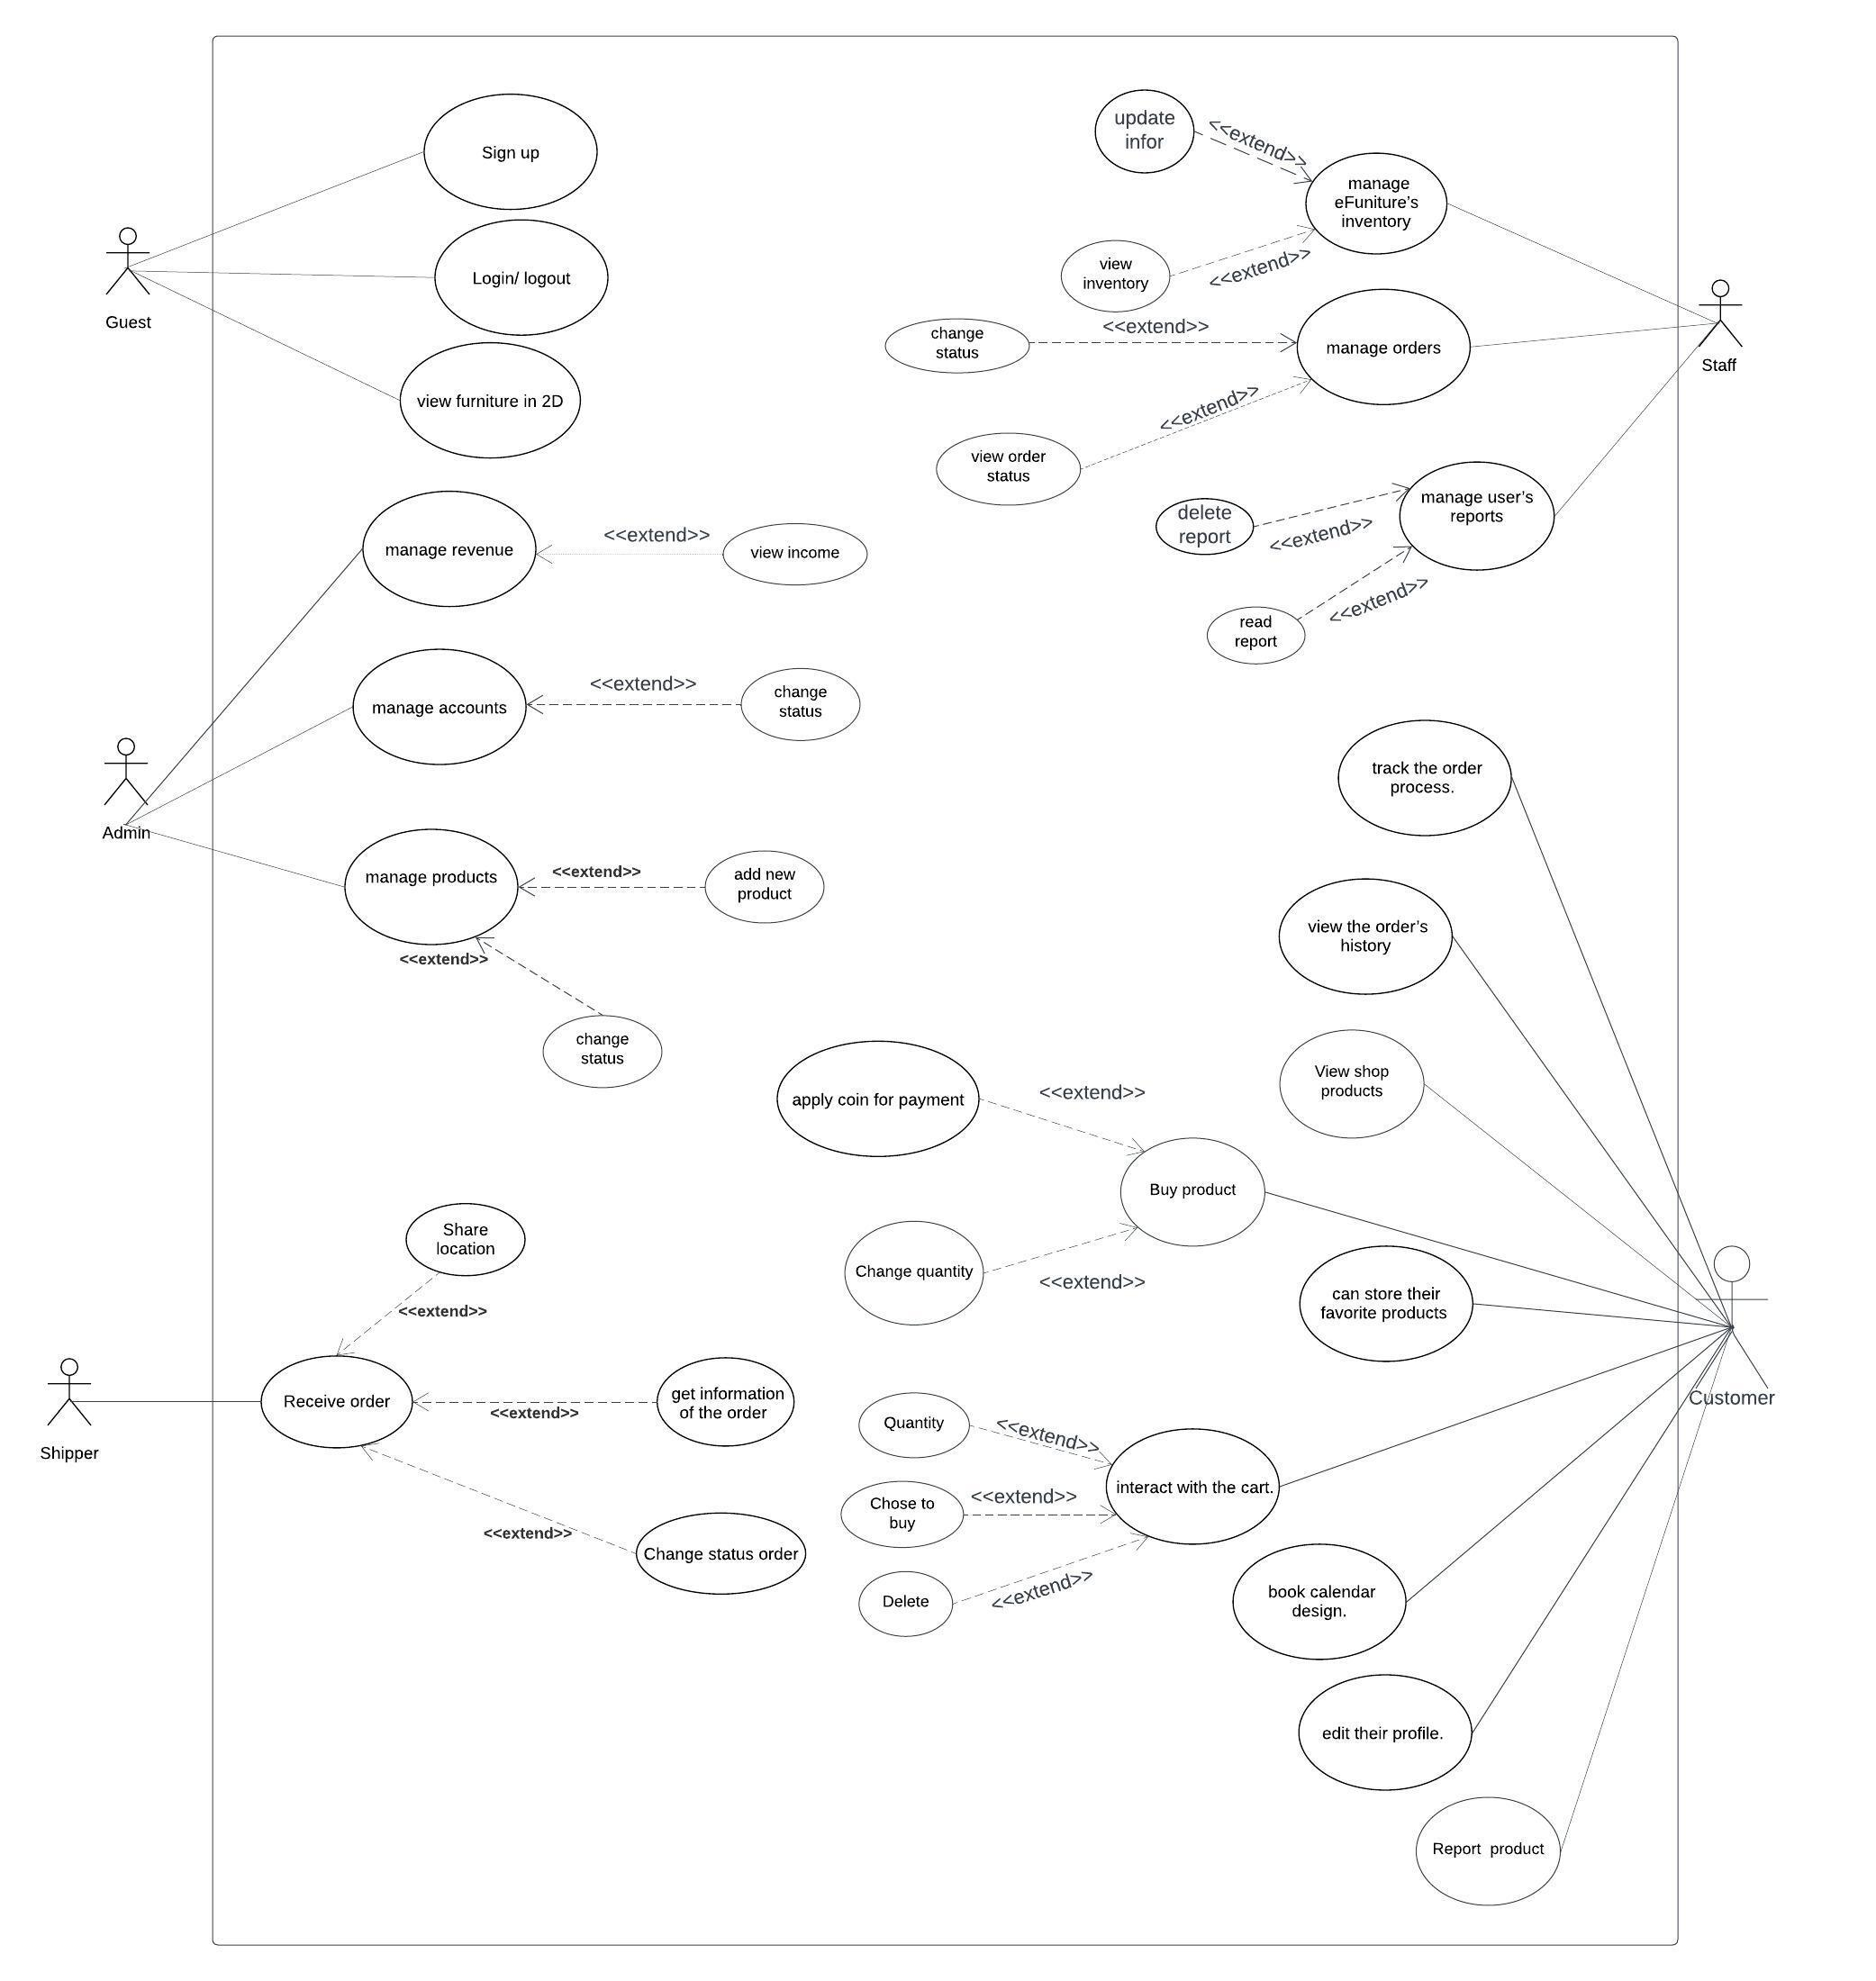 Sign up
Login/ logout
view furniture in 2D
Guest
manage revenue
<<extend>>
view income
manage accounts
<<extend>>
change
status
Admin
manage products
<<extend>>
add new
product
<<extend>>
change
status
Share
location
<<extend>>
Receive order
<<extend>>
get information
of the order
<<extend>>
Change status order
Shipper
update
infor
<<extend>>
manage
eFuniture’s
inventory
view
inventory
<<extend>>
change
status
<<extend>>
manage orders
view order
status
<<extend>>
Staff
delete
report
<<extend>>
manage user’s
reports
read
report
<<extend>>
track the order
process.
view the order’s
history
View shop
products
apply coin for payment
<<extend>>
Buy product
Change quantity
<<extend>>
can store their
favorite products
Customer
Quantity
<<extend>>
Chose to
buy
<<extend>>
interact with the cart.
Delete
<<extend>>
book calendar
design.
edit their profile.
Report  product